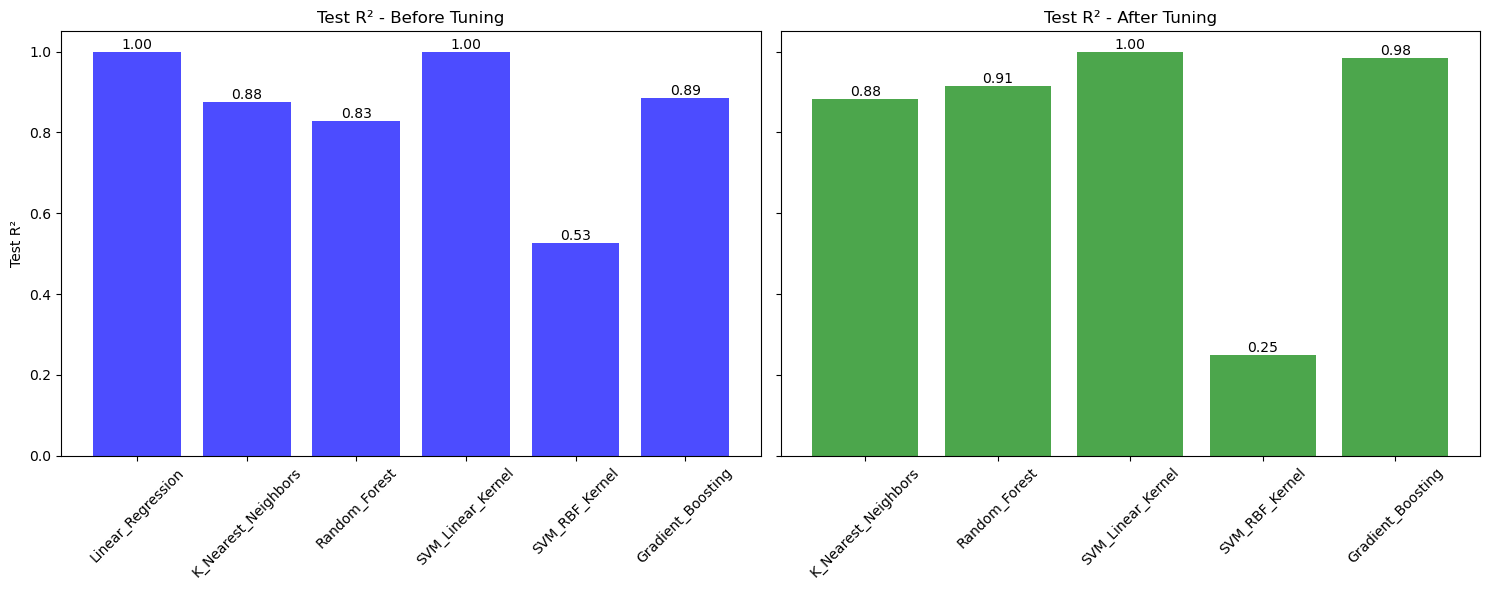 Test R² - Before Tuning
Test R²
1.0
0.8
0.6
0.4
0.2
0.0
1.00
0.88
0.83
1.00
0.53
0.89
Linear_Regression
K_Nearest_Neighbors
Random_Forest
SVM_Linear_Kernel
SVM_RBF_Kernel
Gradient_Boosting
Test R² - After Tuning
0.88
0.91
1.00
0.25
0.98
K_Nearest_Neighbors
Random_Forest
SVM_Linear_Kernel
SVM_RBF_Kernel
Gradient_Boosting